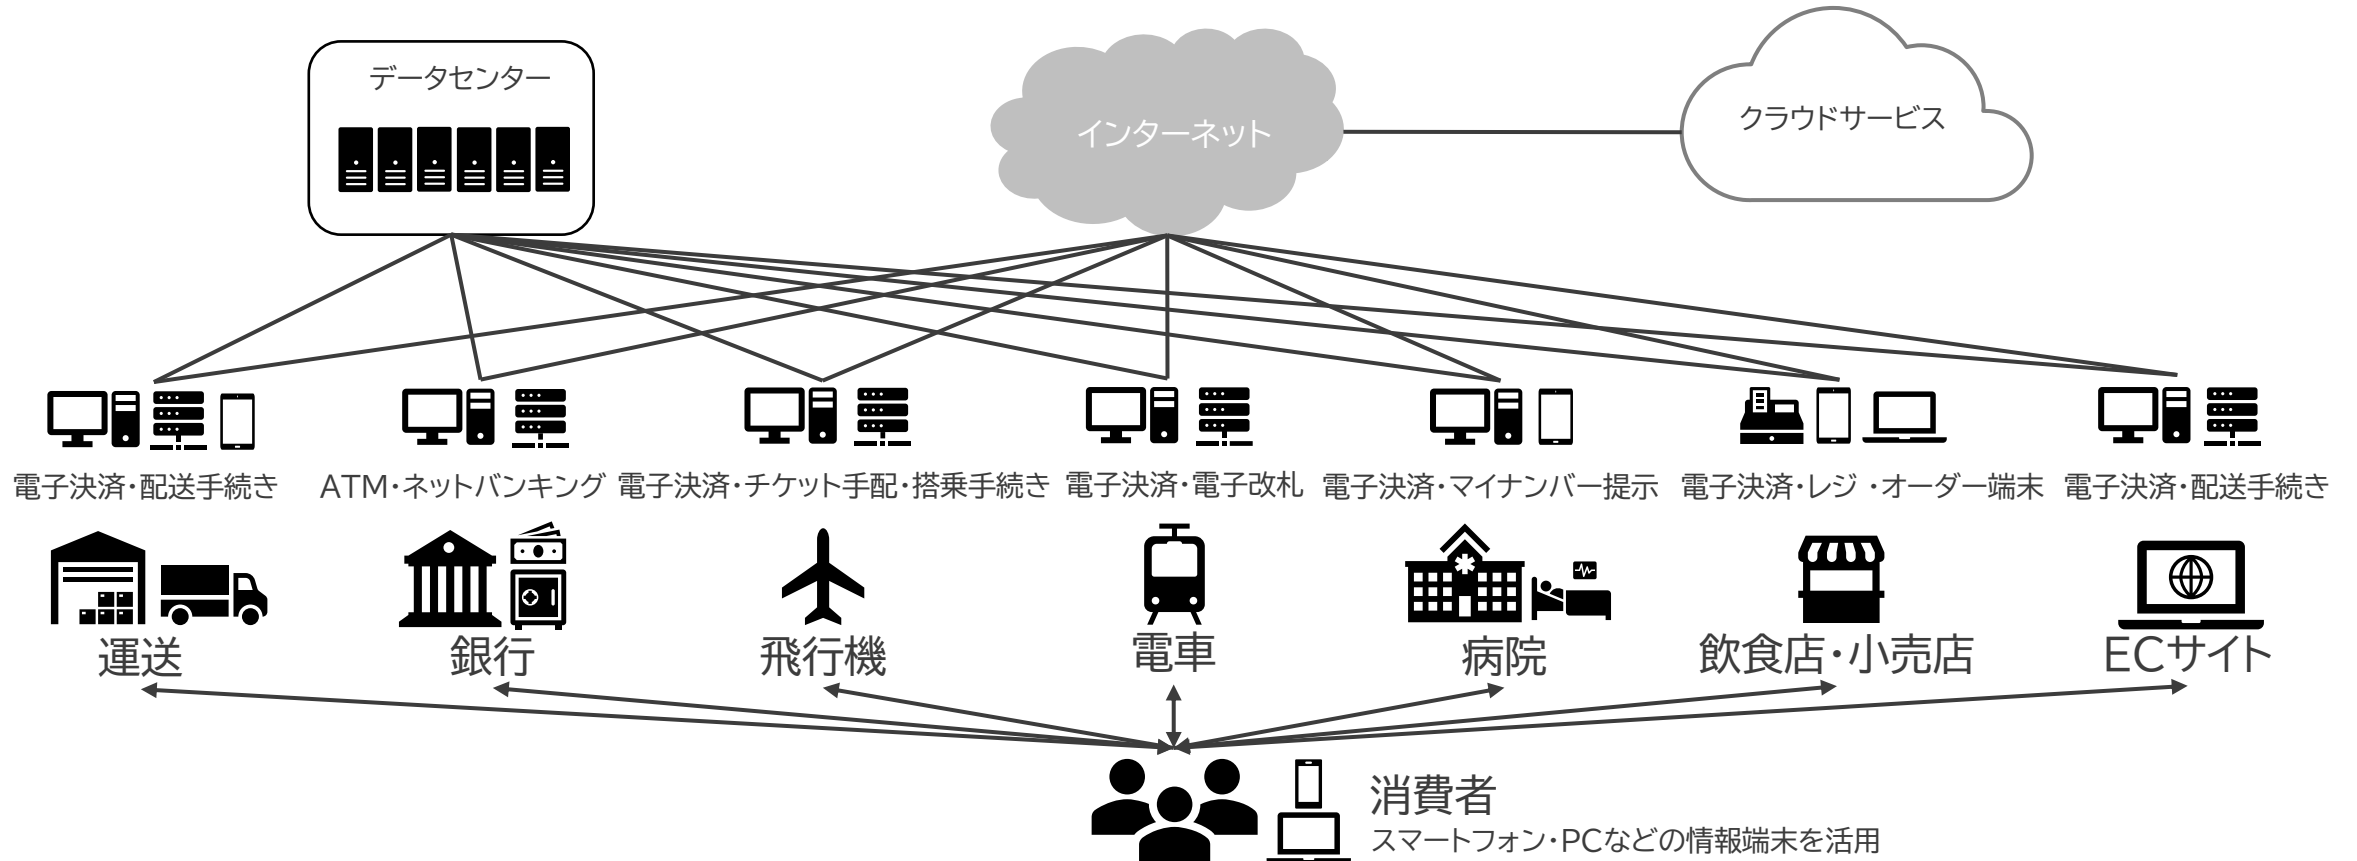 データセンター
インターネット
クラウドサービス
電子決済・配送手続き
ATM・ネットバンキング
電子決済・チケット手配・搭乗手続き
電子決済・電子改札
電子決済・マイナンバー提示
電子決済・レジ ・オーダー端末
電子決済・配送手続き
運送
銀行
飛行機
電車
病院
飲食店・小売店
ECサイト
消費者
スマートフォン・PCなどの情報端末を活用